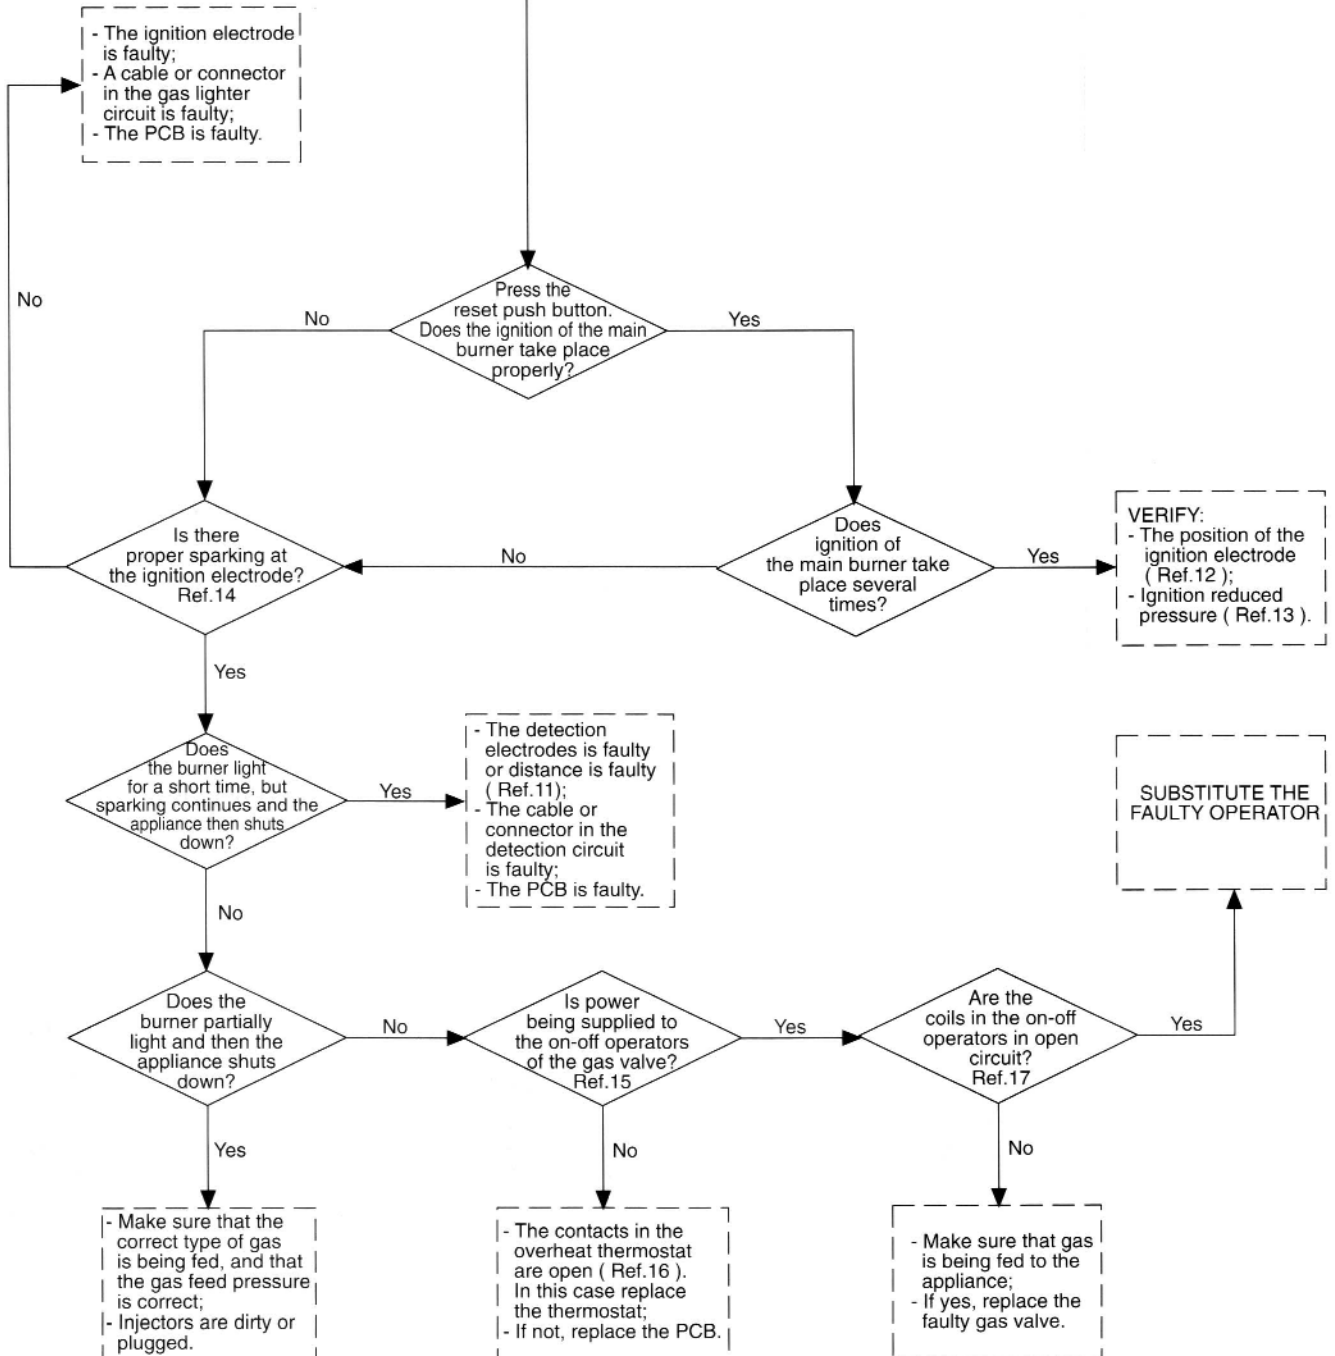 - The ignition electrode
is faulty;
- A cable or connector
in the gas lighter
circuit is faulty;
- The PCB is faulty.
No
Press the
reset push button.
Does the ignition of the main
burner take place
properly?
No
Yes
Is there
proper sparking at
the ignition electrode?
Ref.14
No
Does
ignition of
the main burner take
place several
times?
Yes
VERIFY:
- The position of the
ignition electrode
( Ref.12 );
- Ignition reduced
pressure ( Ref.13 ).
Yes
Does
the burner light
for a short time, but
sparking continues and the
appliance then shuts
down?
Yes
- The detection
electrodes is faulty
or distance is faulty
( Ref.11);
- The cable or
connector in the
detection circuit
is faulty;
- The PCB is faulty.
SUBSTITUTE THE
FAULTY OPERATOR
No
Does the
burner partially
light and then the
appliance shuts
down?
No
Is power
being supplied to
the on-off operators
of the gas valve?
Ref.15
Yes
Are the
coils in the on-off
operators in open
circuit?
Ref.17
Yes
Yes
No
No
- Make sure that the
correct type of gas
is being fed, and that
the gas feed pressure
is correct;
- Injectors are dirty or
plugged.
- The contacts in the
overheat thermostat
are open ( Ref.16 ).
In this case replace
the thermostat;
- If not, replace the PCB.
- Make sure that gas
is being fed to the
appliance;
- If yes, replace the
faulty gas valve.